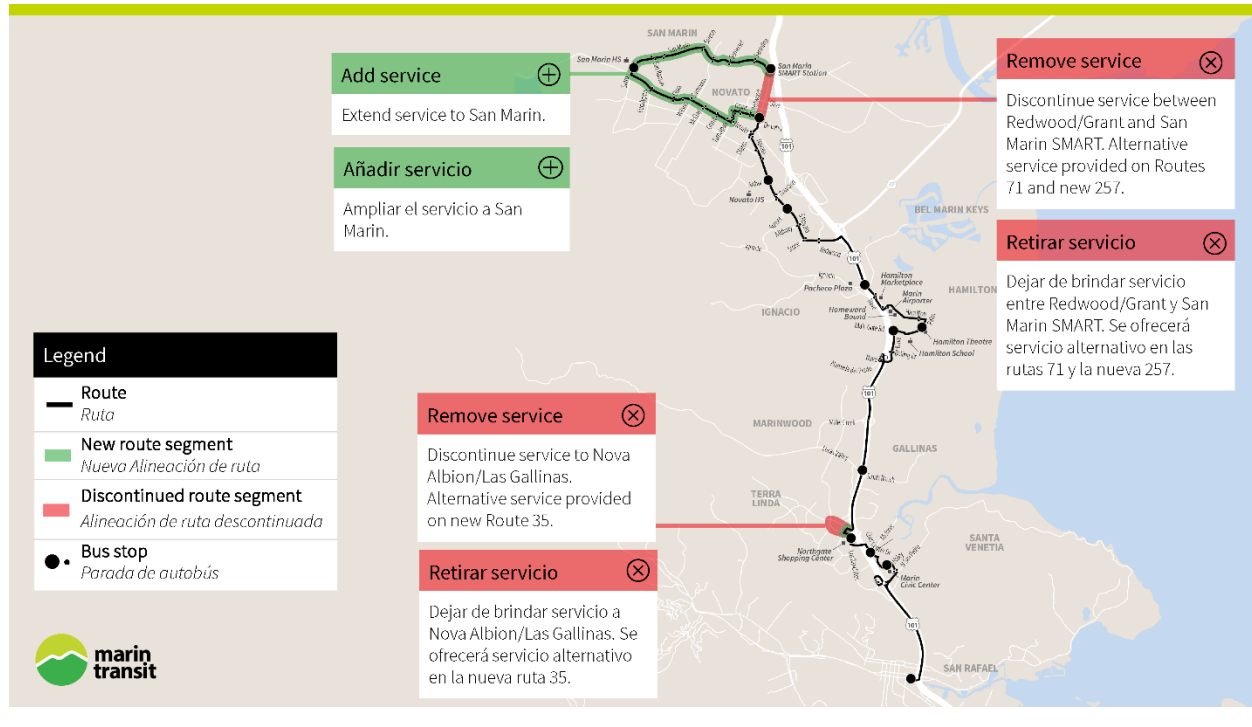 Add service
Extend service to San Marin.
Añadir servicio
Ampliar el servicio a San
Marin.
Remove service
Discontinue service between
Redwood/Grant and San
Marin SMART. Alternative
service provided on Routes
71 and new 257.
Retirar servicio
Dejar de brindar servicio
entre Redwood/Grant y San
Marin SMART. Se ofrecerá
servicio alternativo en las
rutas 71 y la nueva 257.
Remove service
Discontinue service to Nova
Albion/Las Gallinas.
Alternative service provided
on new Route 35.
Retirar servicio
Dejar de brindar servicio a
Nova Albion/Las Gallinas. Se
ofrecerá servicio alternativo
en la nueva ruta 35.
Legend
Route
Ruta
New route segment
Nueva Alineación de ruta
Discontinued route segment
Alineación de ruta descontinuada
Bus stop
Parada de autobús
marin
transit
SAN MARIN
San Marin HS
San Marin
SMART Station
NOVATO
101
Novato HS
BEL MARIN KEYS
101
Pacheco Plaza
Hamilton
Marketplace
Marin
Airporter
HAMILTON
Homeward
Bound
IGNACIO
Hamilton Theatre
Hamilton School
101
MARINWOOD
GALLINAS
TERRA
LINDA
Northgate
Shopping Center
SANTA
VENETIA
Marin
Civic Center
101
SAN RAFAEL